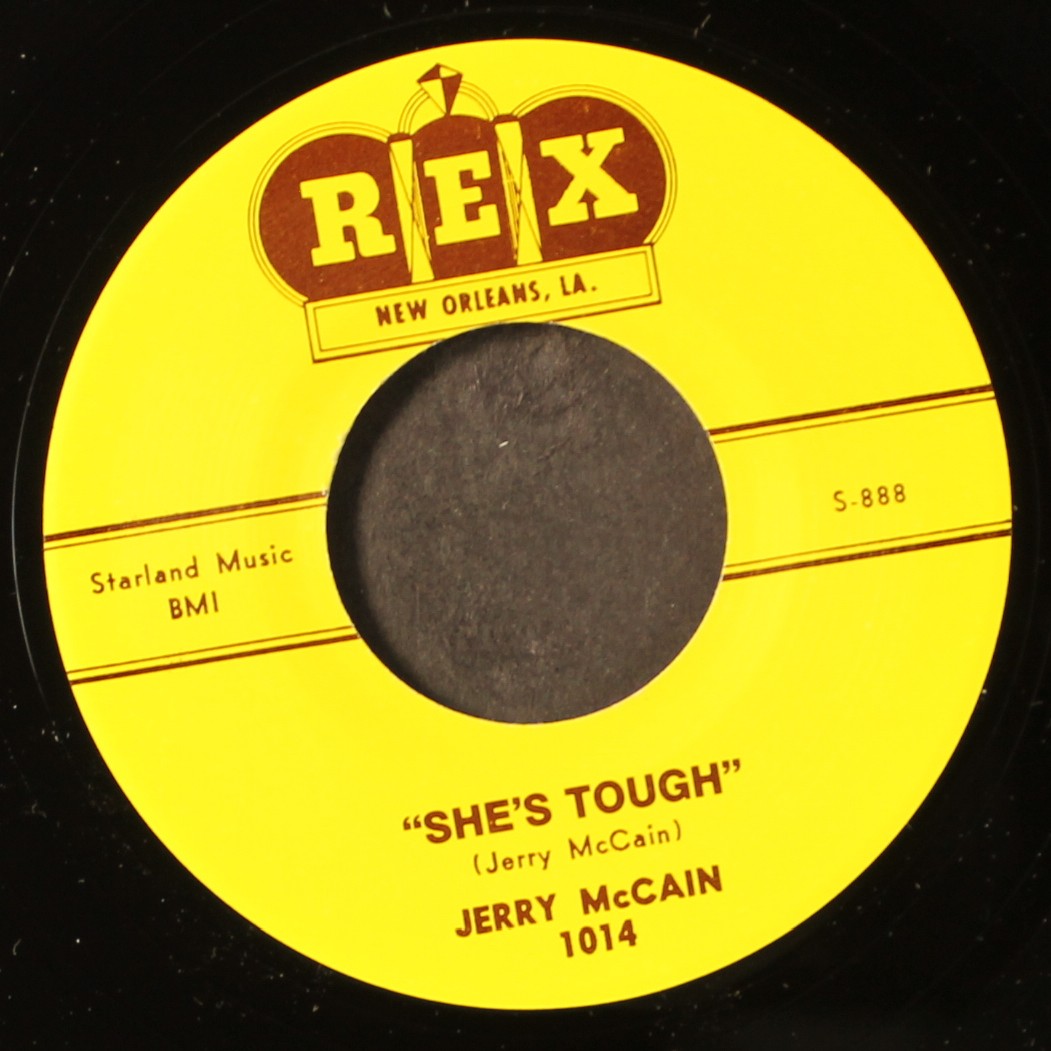 REX
NEW ORLEANS, LA.
S-888
Starland Music
BMI
“SHE’S TOUGH”
(Jerry McCain)
JERRY McCAIN
1014